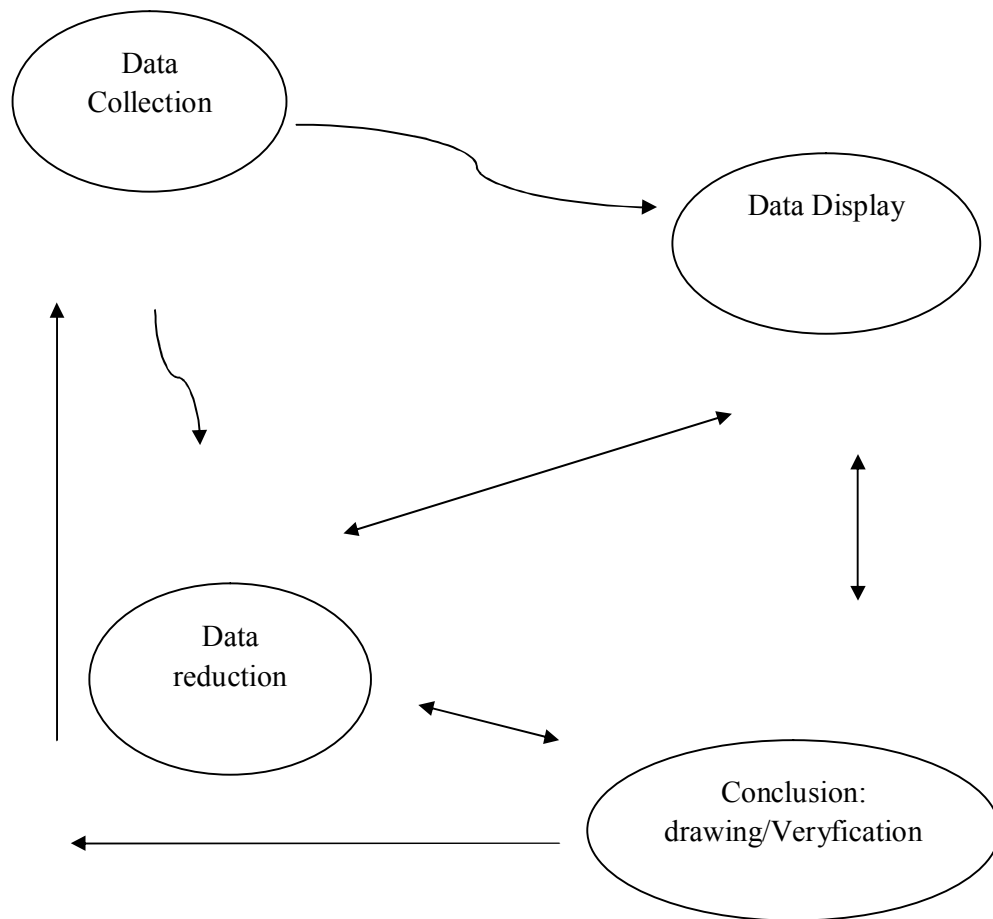 Data
Collection
Data Display
Data
reduction
Conclusion:
drawing/Veryfication